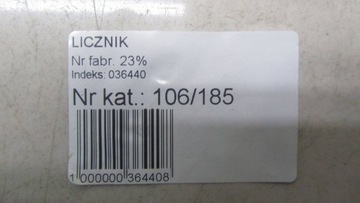 LICZNIK
Nr fabr. 23%
Indeks: 036440
Nr kat.: 106/185
1 000000 364408